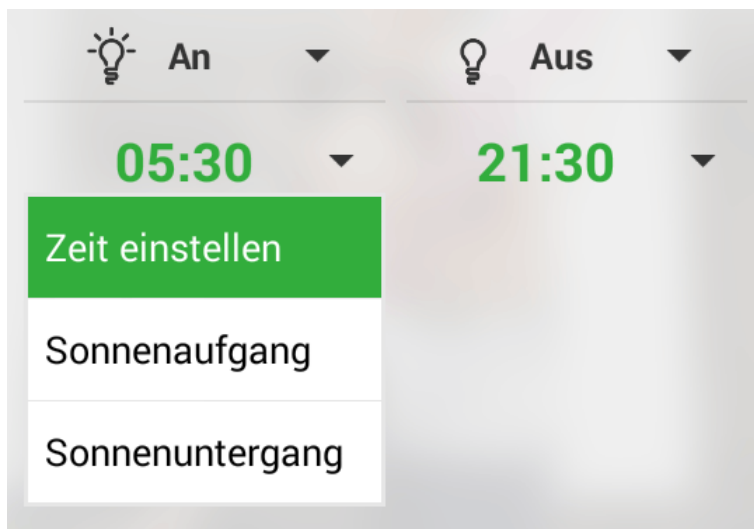 An
Aus
05:30
21:30
Zeit einstellen
Sonnenaufgang
Sonnenuntergang